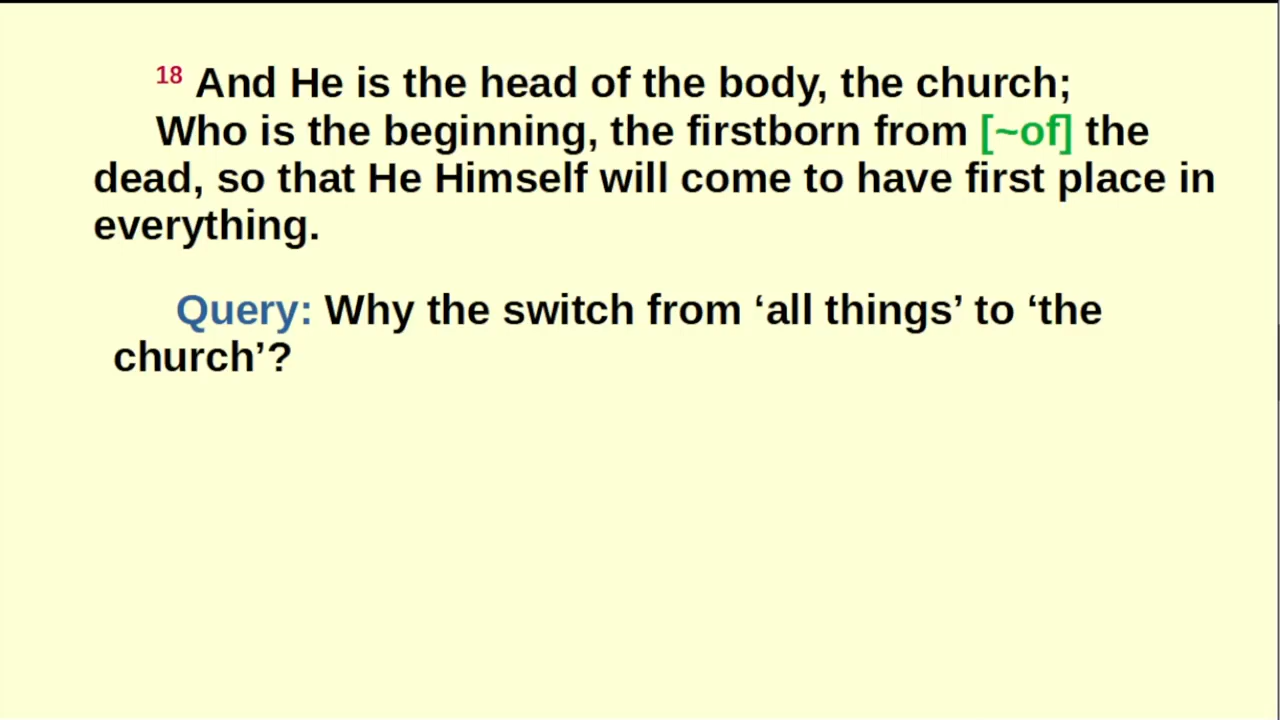 18 And He is the head of the body, the church;
Who is the beginning, the firstborn from [~of] the
dead, so that He Himself will come to have first place in
everything.
Query: Why the switch from ‘all things’ to ‘the
church’?